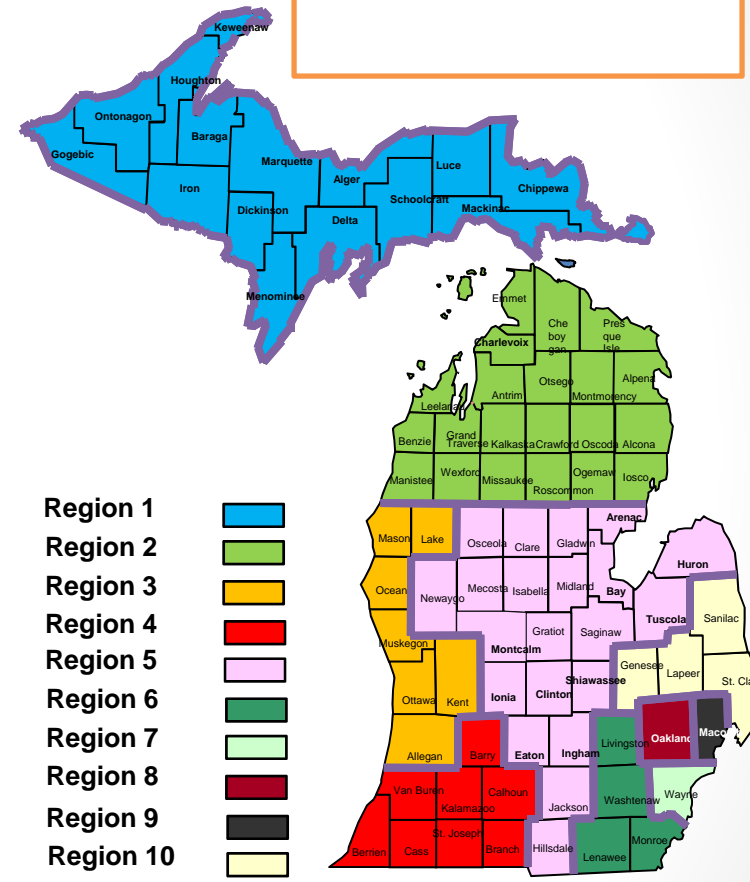 Keweenaw
Houghton
Ontonagon
Baraga
Gogebic
Marquette
Iron
Alger
Luce
Chippewa
Schoolcraft
Mackinac
Dickinson
Delta
Menominee
Emmet
Che
boy
gan
Pres
que
Isle
Charlevoix
Otsego
Alpena
Antrim
Montmorency
Leelanau
Benzie
Grand
Traverse
Kalkaska
Crawford
Oscoda
Alcona
Manistee
Wexford
Missaukee
Roscommon
Ogemaw
Iosco
Region 1
Region 2
Region 3
Region 4
Region 5
Region 6
Region 7
Region 8
Region 9
Region 10
Mason
Lake
Osceola
Clare
Gladwin
Arenac
Huron
Ocean
Newaygo
Mecosta
Isabella
Midland
Bay
Tuscola
Sanilac
Muskegon
Montcalm
Gratiot
Saginaw
Genesee
Lapeer
St. Cla
Ottawa
Kent
Ionia
Clinton
Shiawassee
Allegan
Barry
Eaton
Ingham
Livingston
Oakland
Van Buren
Kalamazoo
Calhoun
Jackson
Washtenaw
Wayne
Berrien
Cass
St. Joseph
Branch
Hillsdale
Lenawee
Monroe